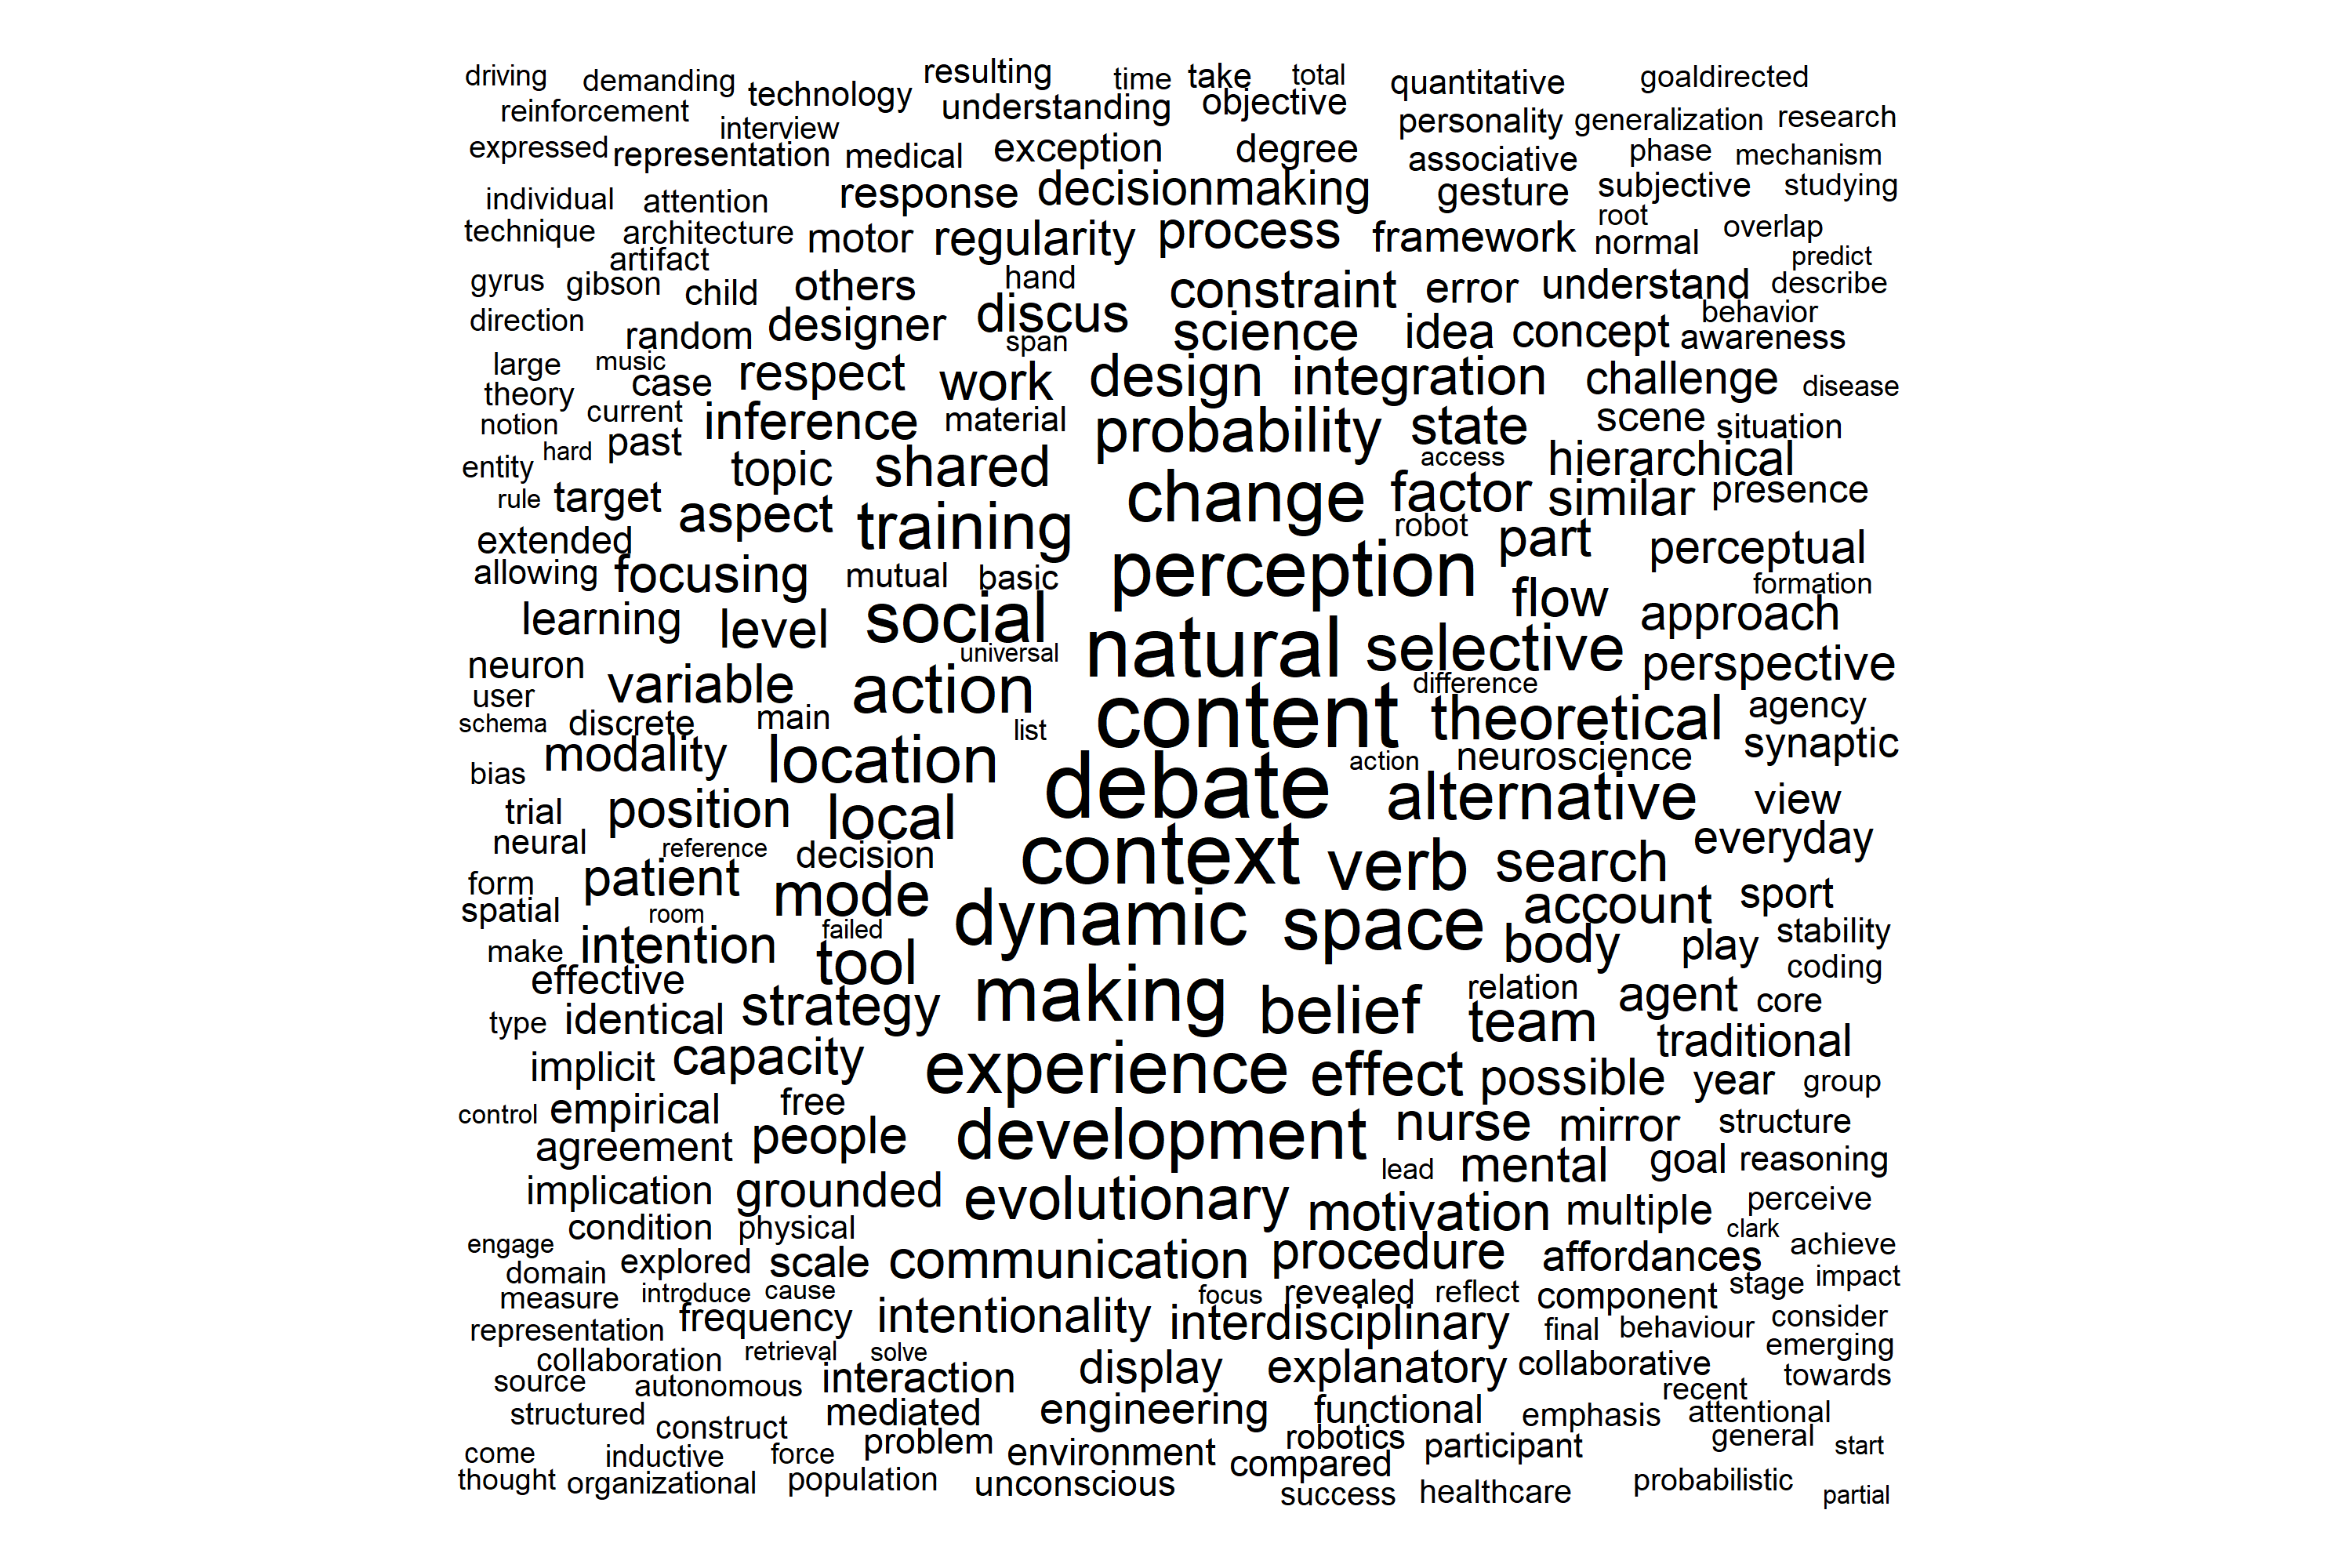 driving demanding technology resulting time take total quantitative goaldirected
reinforcement interview understanding objective personality generalization research
expressed representation medical exception degree associative phase mechanism
individual attention response decisionmaking gesture subjective studying
technique architecture motor regularity process framework root normal overlap
artifact predict
gyrus gibson child others hand constraint error understand describe
direction random designer discus science idea concept behavior awareness
span
large music case respect work design integration challenge disease
theory
notion current inference material probability state scene situation
hard past access
entity topic shared hierarchical
rule target aspect training change factor similar presence
robot
extended part perceptual
allowing focusing mutual basic perception formation
learning level social flow approach
universal natural selective
neuron variable action perspective
user difference
schema discrete main list content theoretical agency
modality location action neuroscience synaptic
bias debate
trial position local alternative view
neural reference decision context verb search everyday
form patient mode
spatial room dynamic space account sport
failed
make intention tool body play stability
effective coding
type identical strategy making belief relation team agent core
implicit capacity traditional
experience effect possible year group
control empirical free
agreement people development nurse mirror structure
lead mental goal reasoning
implication grounded evolutionary motivation multiple perceive
condition physical clark
engage explored scale communication procedure affordances achieve
domain
measure introduce cause focus revealed reflect component stage impact
representation frequency intentionality interdisciplinary final behaviour consider
collaboration retrieval solve emerging
source autonomous interaction display explanatory collaborative recent towards
structured construct mediated engineering functional emphasis attentional
come inductive force problem environment robotics participant general start
thought organizational population unconscious compared
success healthcare probabilistic partial